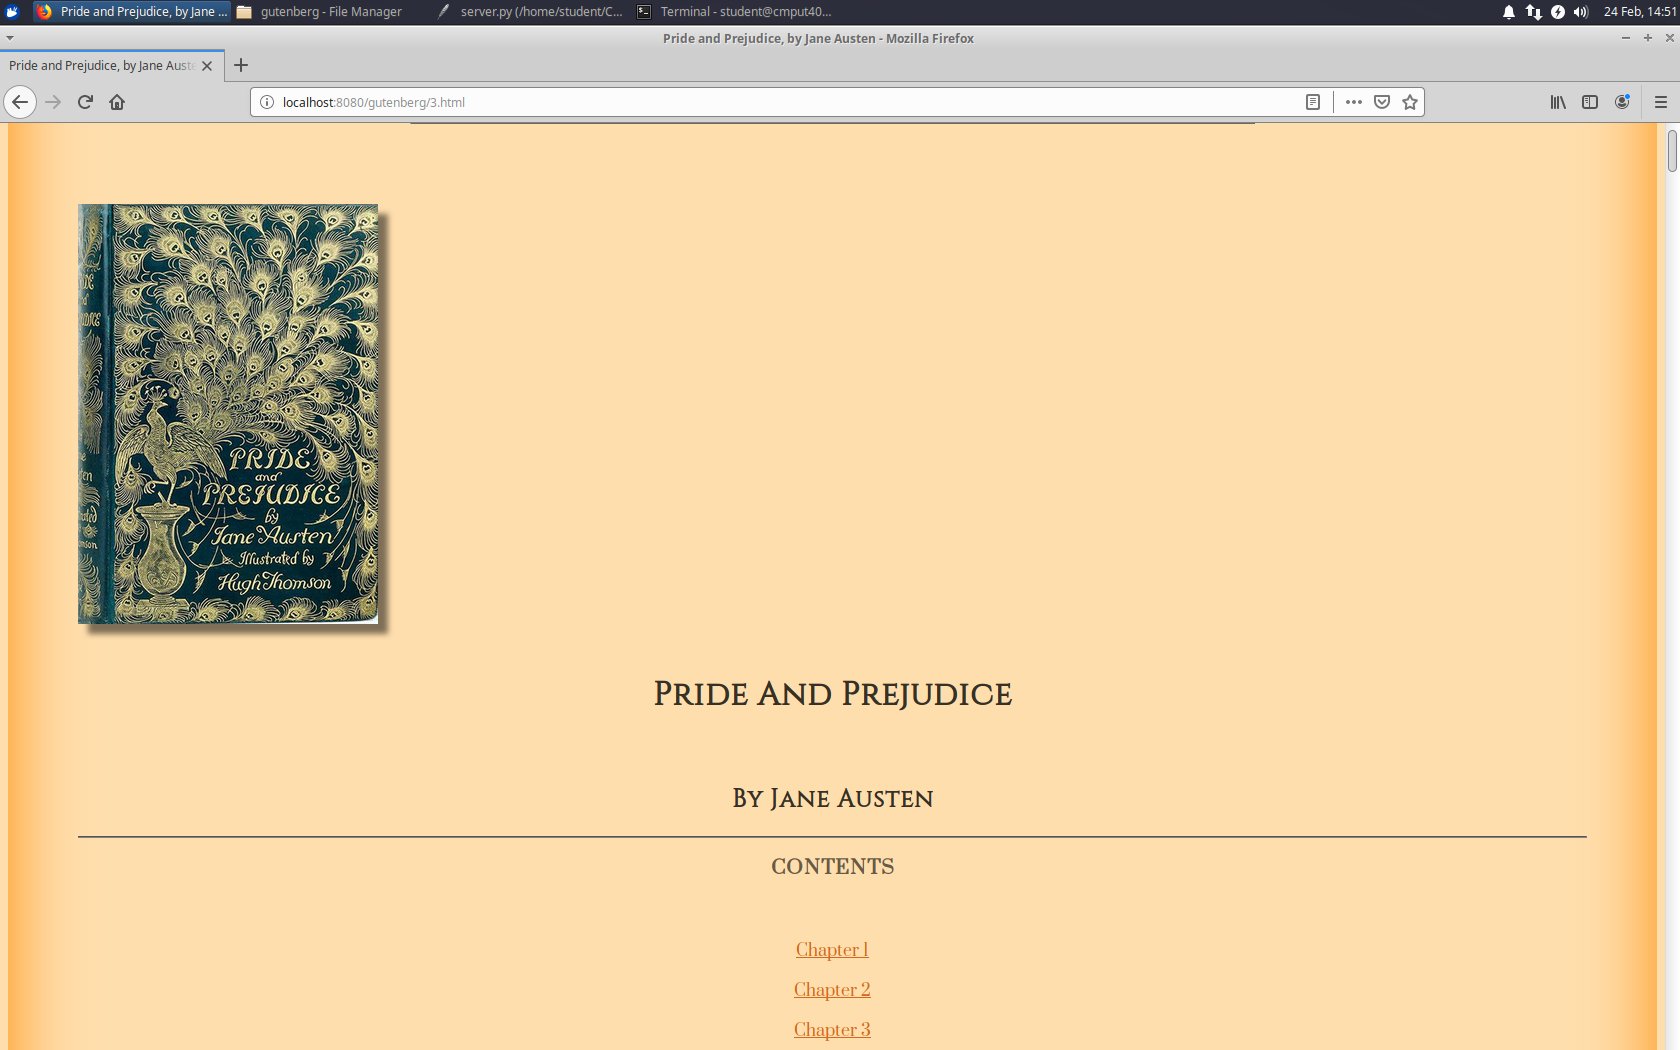 Pride and Prejudice, by Jane ...
gutenberg - File Manager
server.py (/home/student/C...
Terminal - student@cmput40...
24 Feb, 14:51
Pride and Prejudice, by Jane Austen - Mozilla Firefox
Pride and Prejudice, by Jane Auste
localhost:8080/gutenberg/3.html
PRIDE
and
PREJUDICE
by
Jane Austen
Illustrated by
Hugh Thomson
Pride And Prejudice
By Jane Austen
CONTENTS
Chapter 1
Chapter 2
Chapter 3